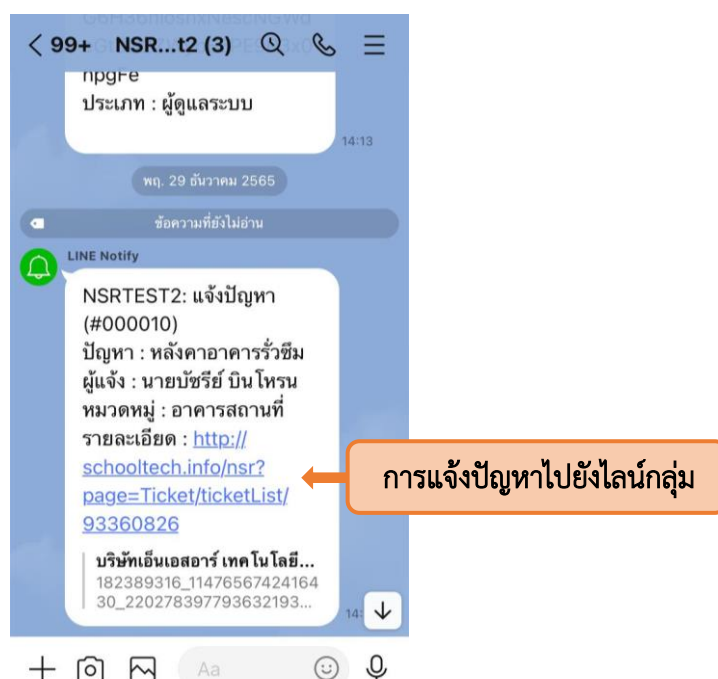 < 99+ NSR...t2 (3)
npgFe
ประเภท : ผู้ดูแลระบบ
14:13
พฤ. 29 ธันวาคม 2565
ข้อความที่ยังไม่อ่าน
LINE Notify
NSRTEST2: แจ้งปัญหา
(#000010)
ปัญหา : หลังคาอาคารรั่วซึม
ผู้แจ้ง : นายบัซรีย์ บินโหรน
หมวดหมู่ : อาคารสถานที่
รายละเอียด : http://
schooltech.info/nsr?
page=Ticket/ticketList/
93360826
การแจ้งปัญหาไปยังไลน์กลุ่ม
บริษัทเอ็นเอสอาร์ เทคโนโลยี...
182389316_11476567424164
30_220278397793632193...
14:
Aa